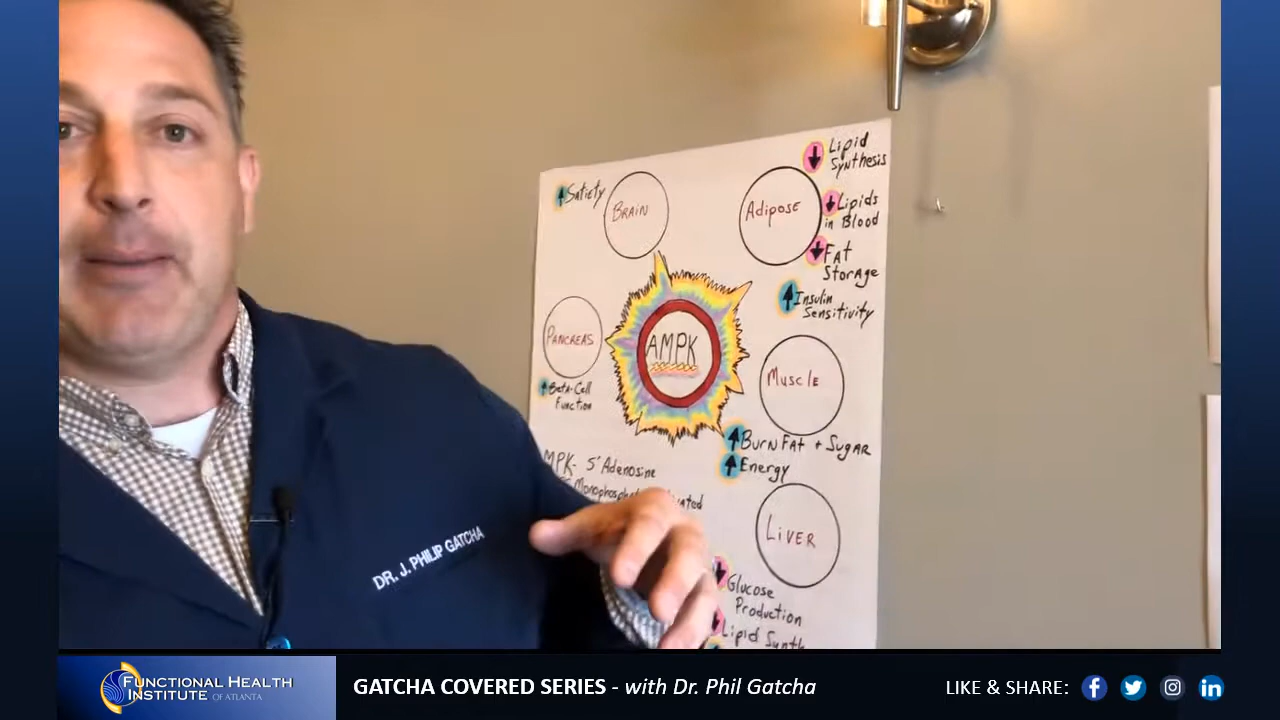 ↑Satiety
BRAIN
Adipose
↓ Lipid
Synthesis
↓ Lipids
in Blood
↓ Fat
Storage
↑ Insulin
Sensitivity
PANCREAS
↑ Beta-Cell
Function
AMPK
Muscle
↑ Burn Fat + Sugar
↑ Energy
MPK- 5' Adenosine
LIVER
↓ Glucose
Production
Lipid Synth
DR. J. PHILIP GATCHA
FUNCTIONAL HEALTH
INSTITUTE OF ATLANTA
GATCHA COVERED SERIES - with Dr. Phil Gatcha
LIKE & SHARE: